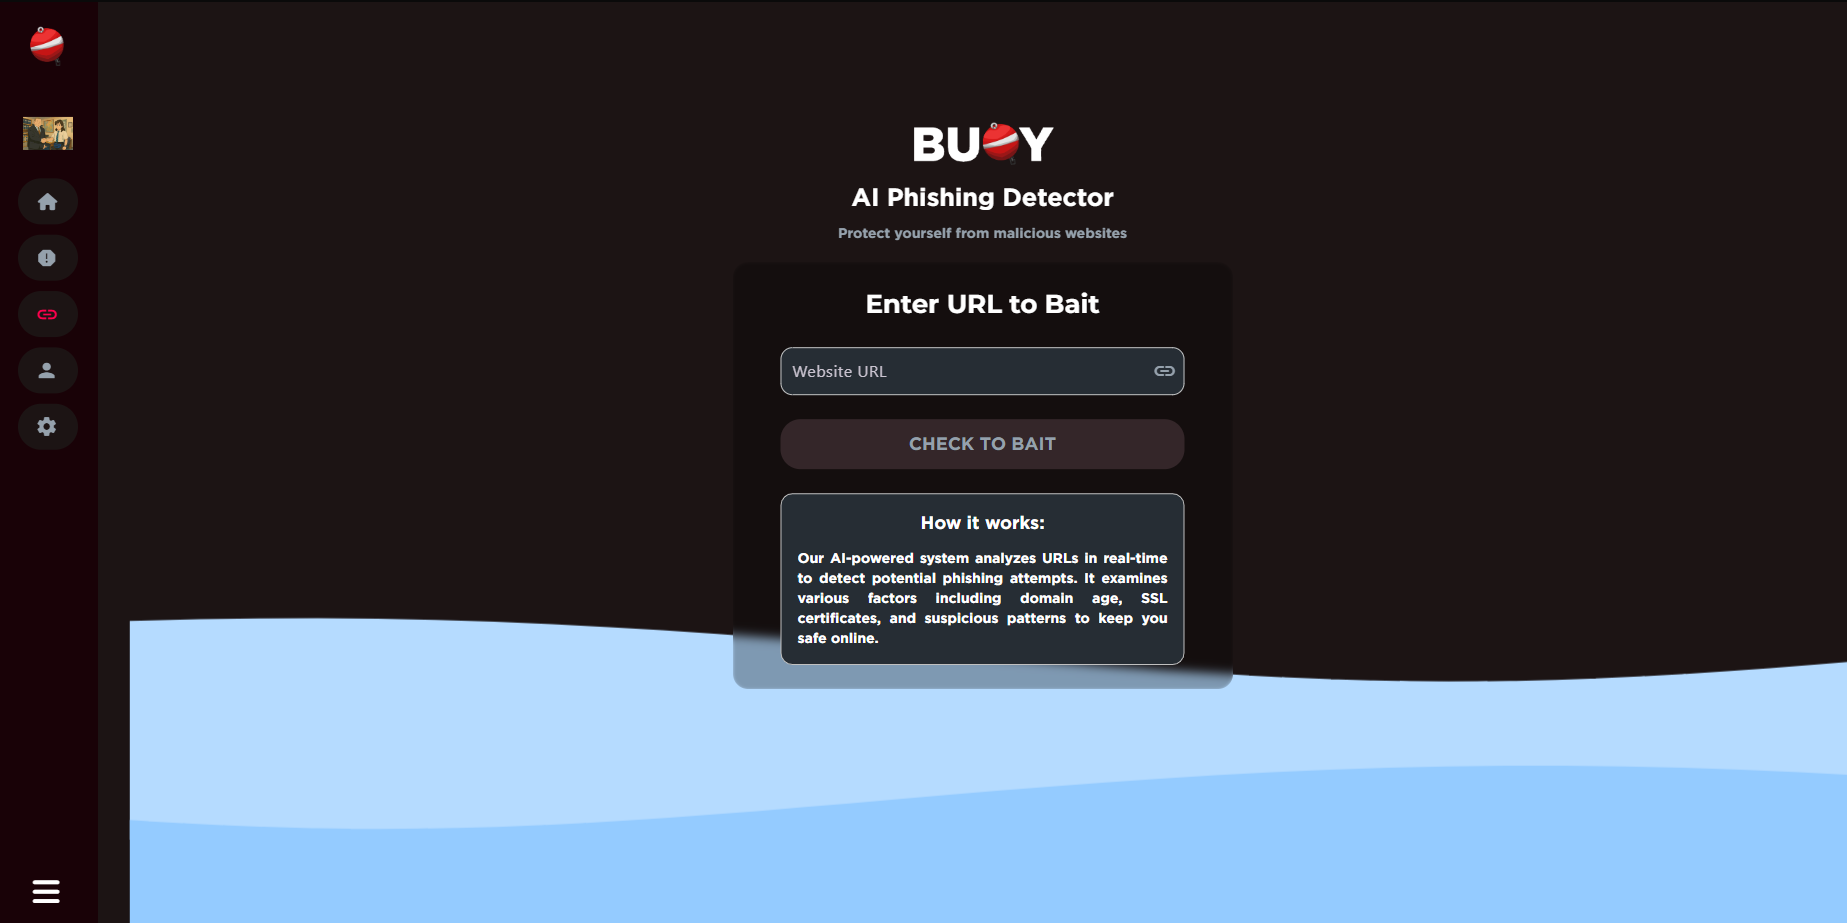 BUOY
AI Phishing Detector
Protect yourself from malicious websites
Enter URL to Bait
Website URL
CHECK TO BAIT
How it works:
Our AI-powered system analyzes URLs in real-time
to detect potential phishing attempts. It examines
various factors including domain age, SSL
certificates, and suspicious patterns to keep you
safe online.